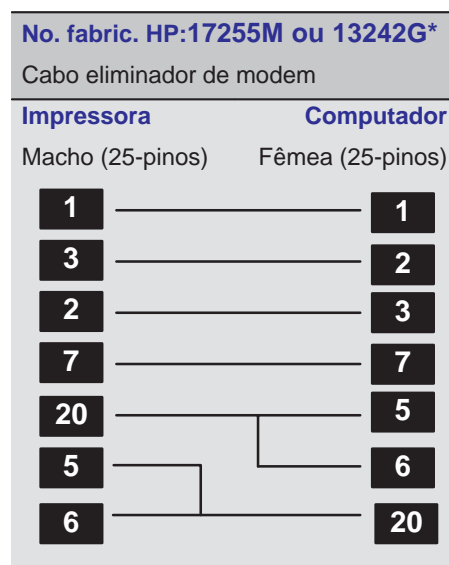 No. fabric. HP:17255M ou 13242G*
Cabo eliminador de modem
Impressora Computador
Macho (25-pinos) Fêmea (25-pinos)
1 1
3 2
2 3
7 7
20 5
5 6
6 20